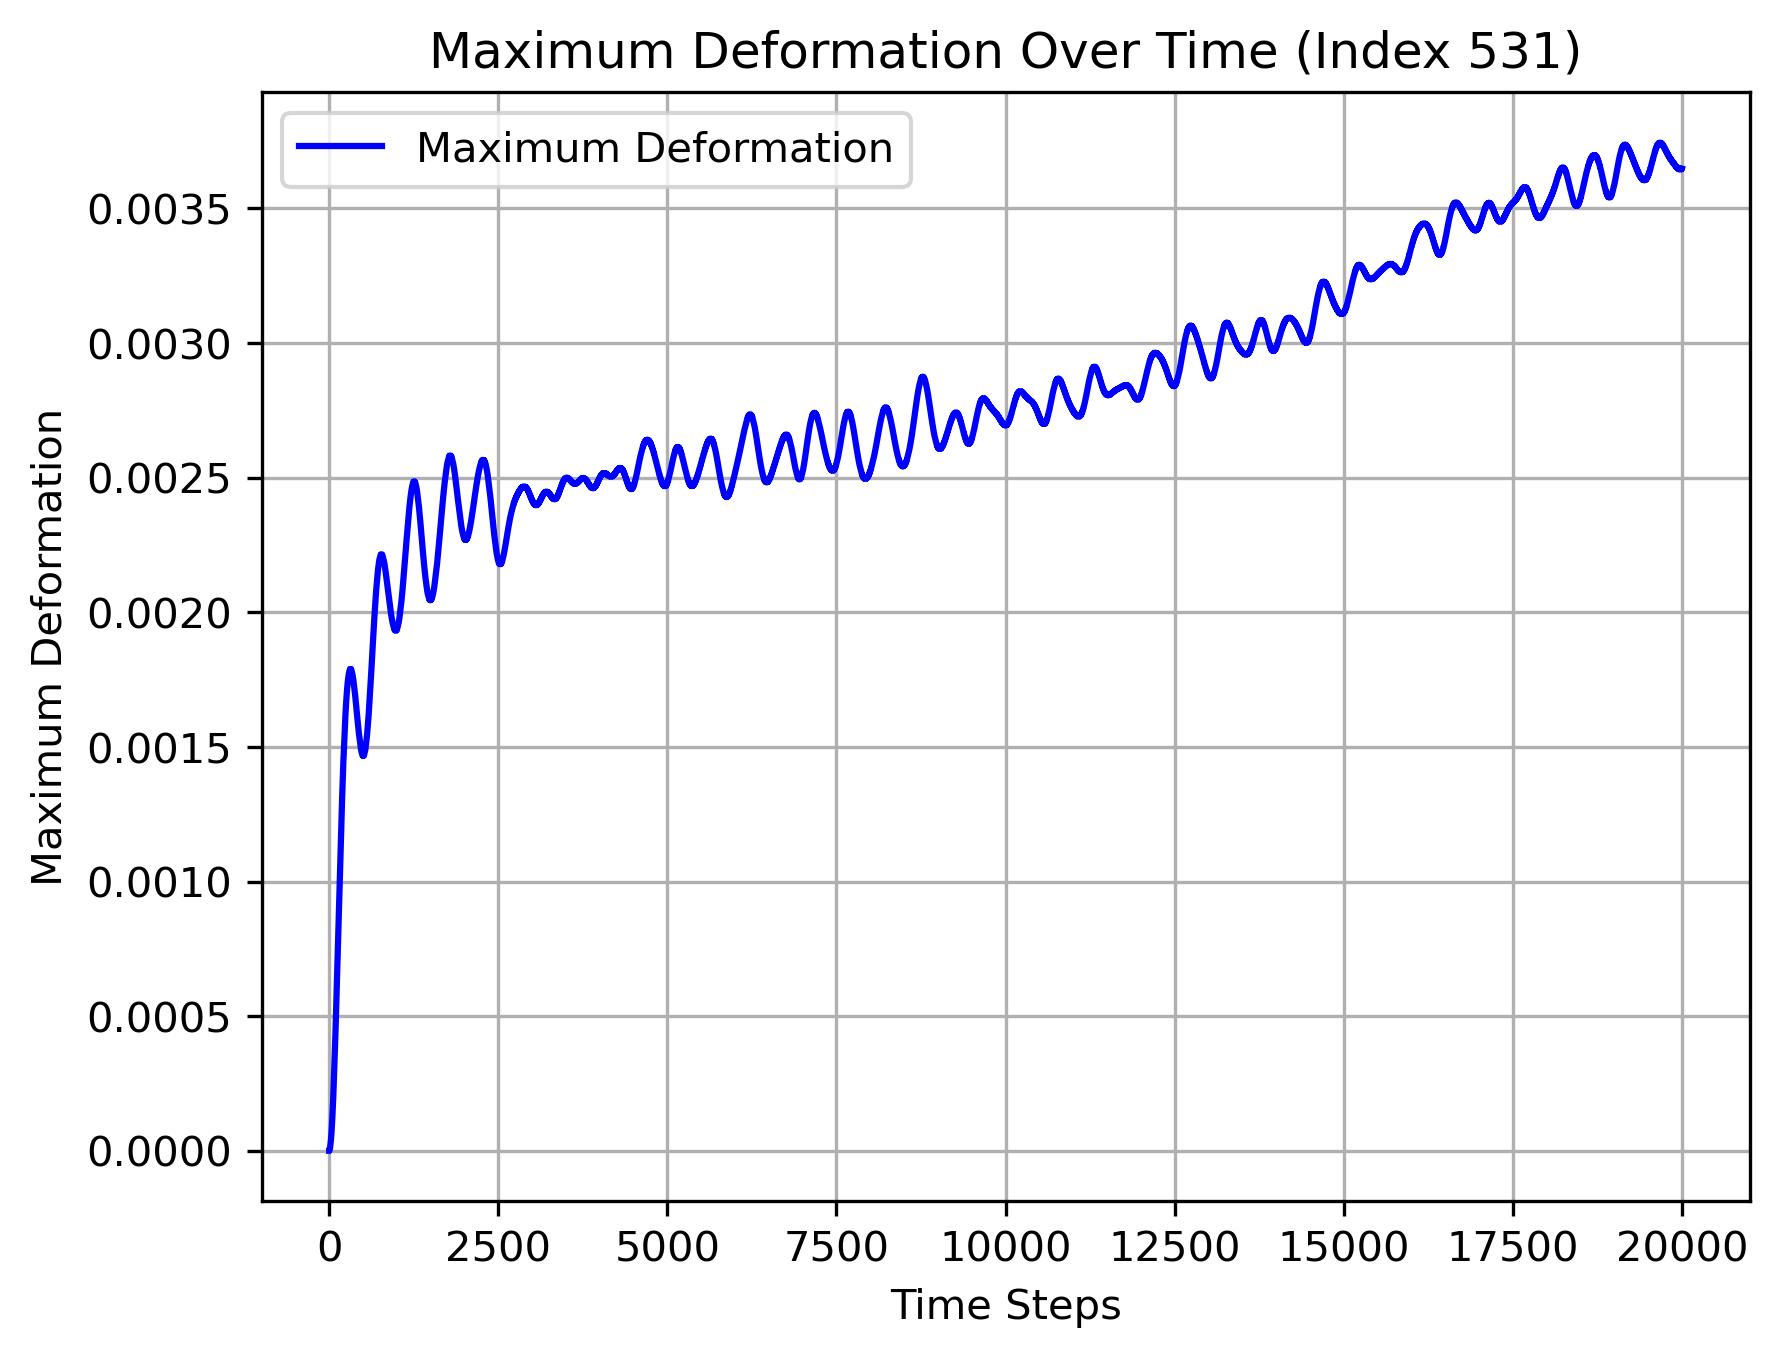 Maximum Deformation Over Time (Index 531)
Maximum Deformation
Maximum Deformation
0.0035
0.0030
0.0025
0.0020
0.0015
0.0010
0.0005
0.0000
0 2500 5000 7500 10000 12500 15000 17500 20000
Time Steps